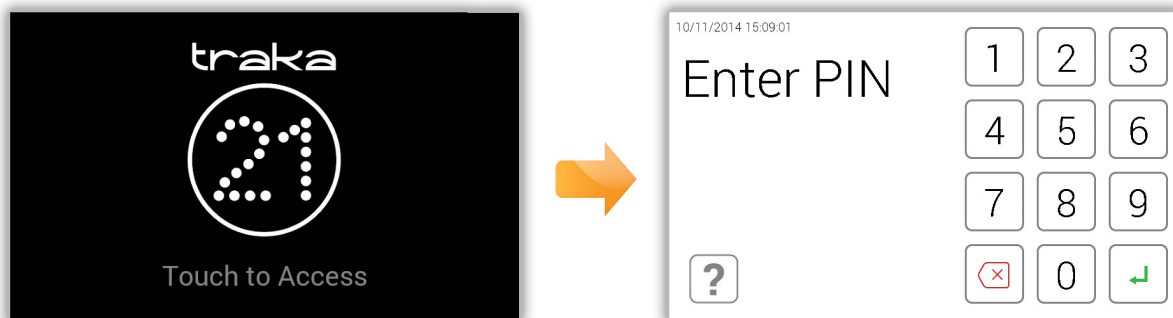 traka
21
Touch to Access
10/11/2014 15:09:01
Enter PIN
1 2 3
4 5 6
7 8 9
0
?